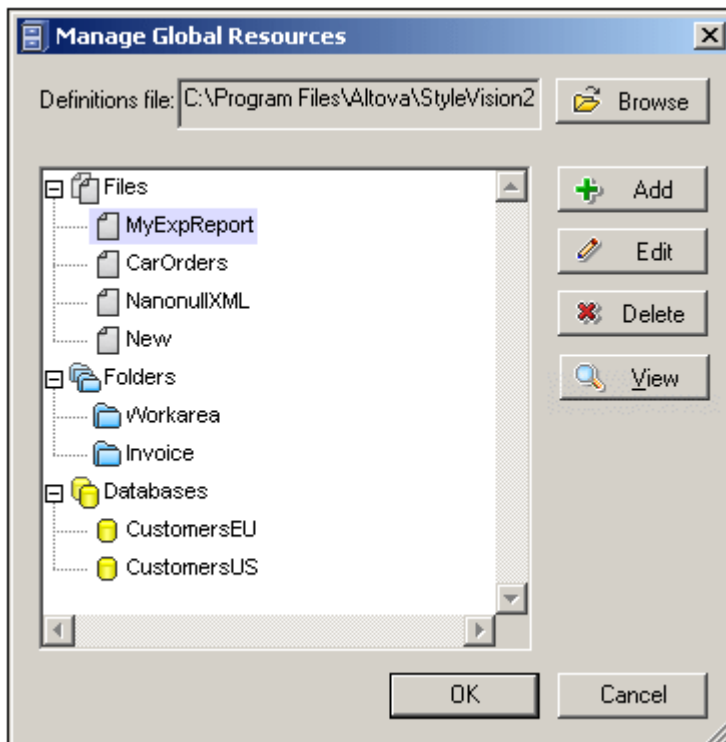 Manage Global Resources
Definitions file: C:\Program Files\Altova\StyleVision2 Browse
Files
MyExpReport
CarOrders
NanonullXML
New
Folders
Workarea
Invoice
Databases
CustomersEU
CustomersUS
Add
Edit
Delete
View
OK Cancel